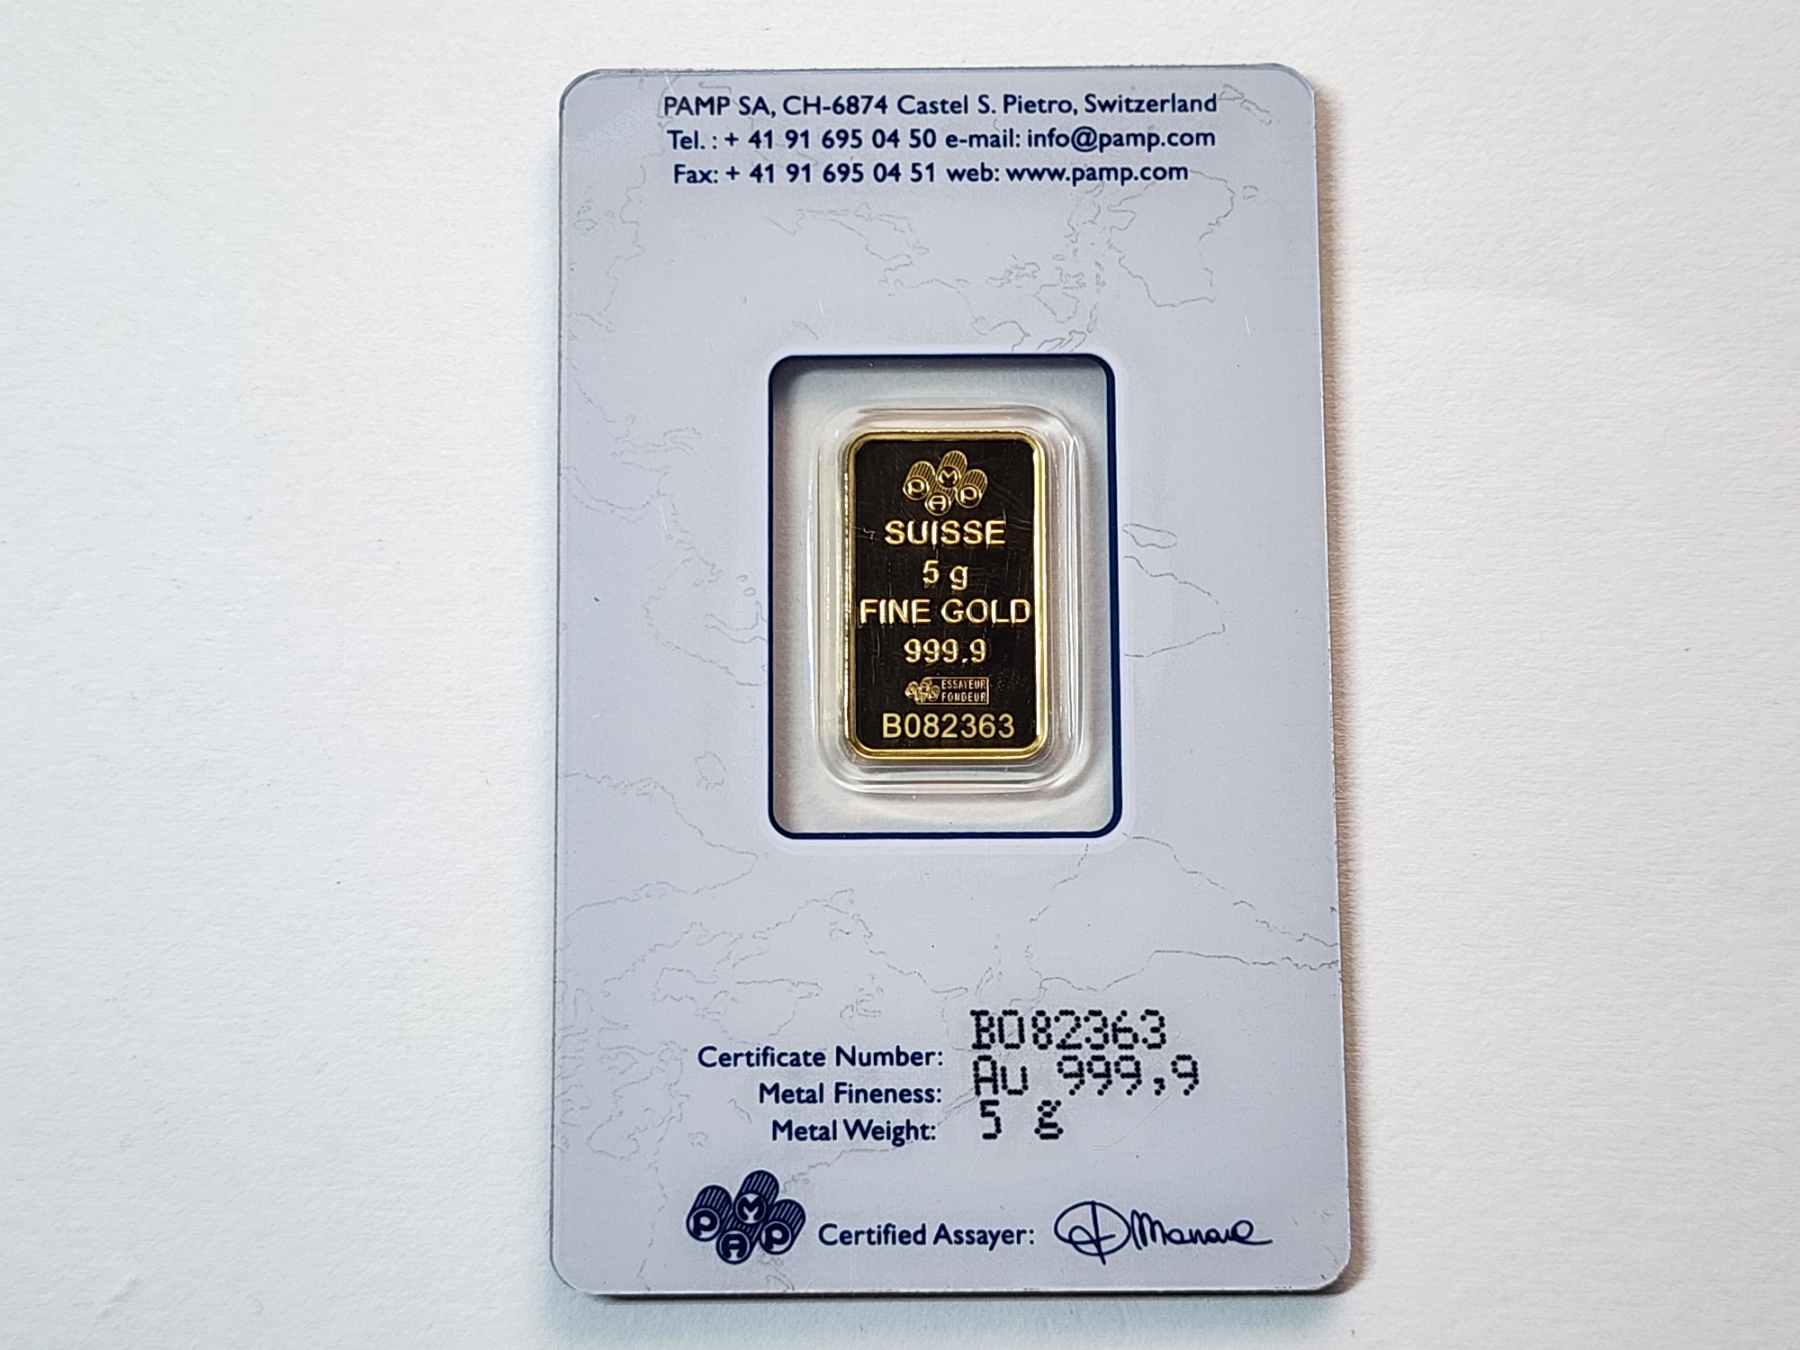 PAMP SA, CH-6874 Castel S. Pietro, Switzerland
Tel. : + 41 91 695 04 50 e-mail: info@pamp.com
Fax: + 41 91 695 04 51 web: www.pamp.com
PAMP
SUISSE
5 g
FINE GOLD
999.9
ESSAYEUR
FONDEUR
B082363
Certificate Number: B082363
Metal Fineness: Au 999,9
Metal Weight: 5 g
PAMP
Certified Assayer: